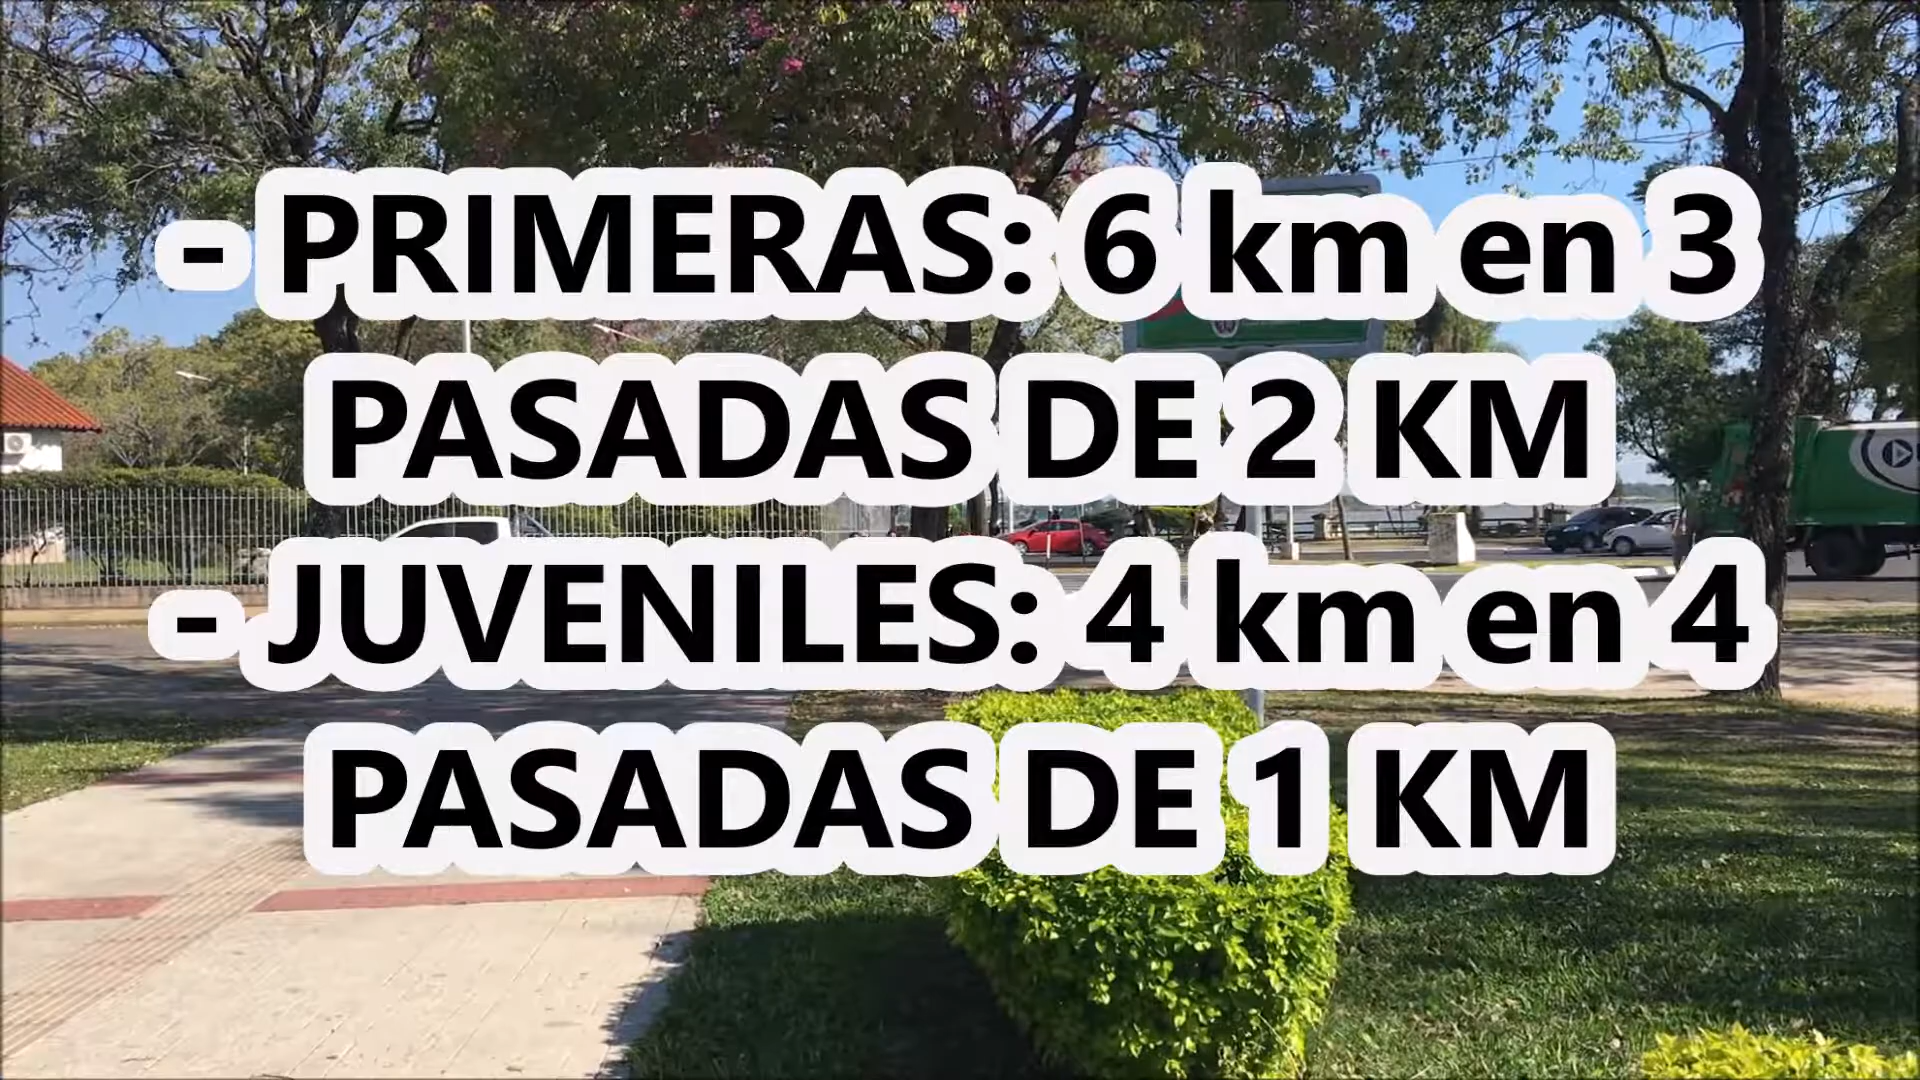 - PRIMERAS: 6 km en 3
PASADAS DE 2 KM
- JUVENILES: 4 km en 4
PASADAS DE 1 KM